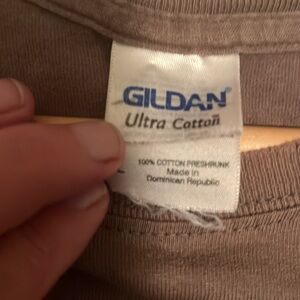 GILDAN
Ultra Cotton
100% COTTON PRESHRUNK
Made in
Dominican Republic
L